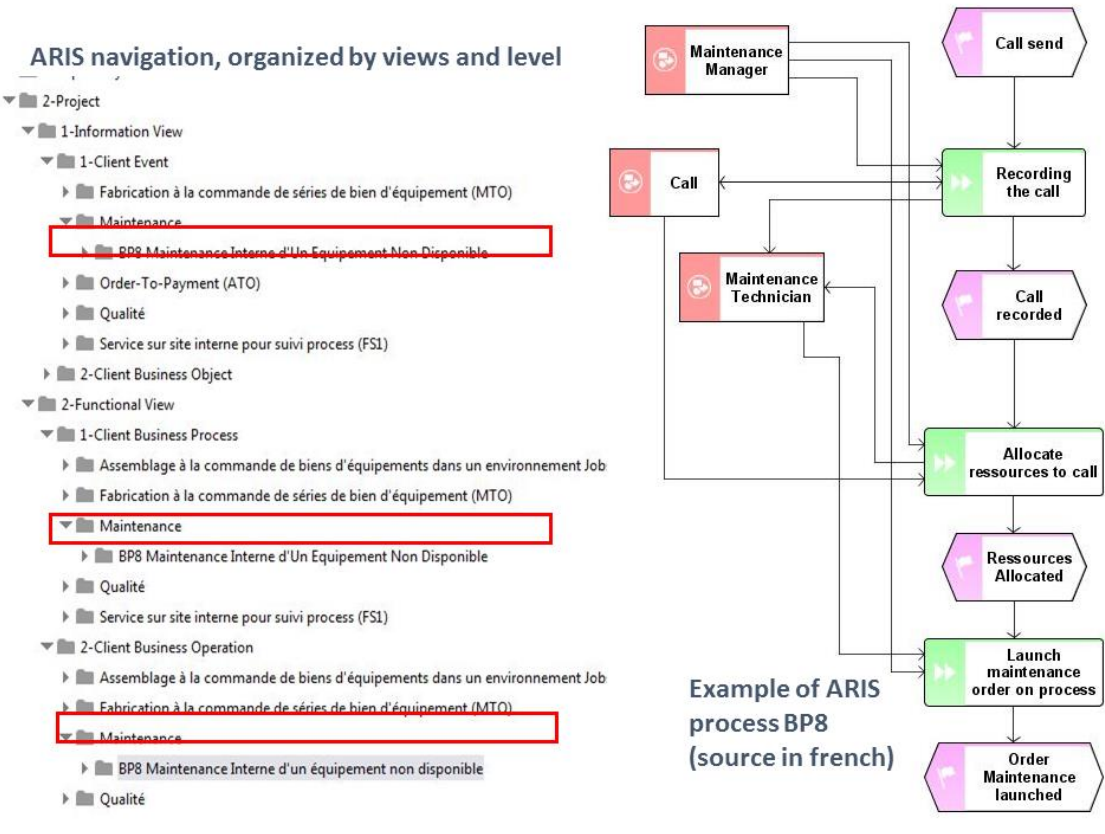 ARIS navigation, organized by views and level
2-Project
1-Information View
1-Client Event
Fabrication à la commande de séries de bien d'équipement (MTO)
Maintenance
BP8 Maintenance Interne d'Un Equipement Non Disponible
Order-To-Payment (ATO)
Qualité
Service sur site interne pour suivi process (FS1)
2-Client Business Object
2-Functional View
1-Client Business Process
Assemblage à la commande de biens d'équipements dans un environnement Job
Fabrication à la commande de séries de bien d'équipement (MTO)
Maintenance
BP8 Maintenance Interne d'Un Equipement Non Disponible
Qualité
Service sur site interne pour suivi process (FS1)
2-Client Business Operation
Assemblage à la commande de biens d'équipements dans un environnement Job
Fabrication à la commande de séries de bien d'équipement (MTO)
Maintenance
BP8 Maintenance Interne d'un équipement non disponible
Qualité
Maintenance
Manager
Call send
Call
Recording
the call
Maintenance
Technician
Call
recorded
Allocate
ressources to call
Ressources
Allocated
Launch
maintenance
order on process
Order
Maintenance
launched
Example of ARIS
process BP8
(source in french)